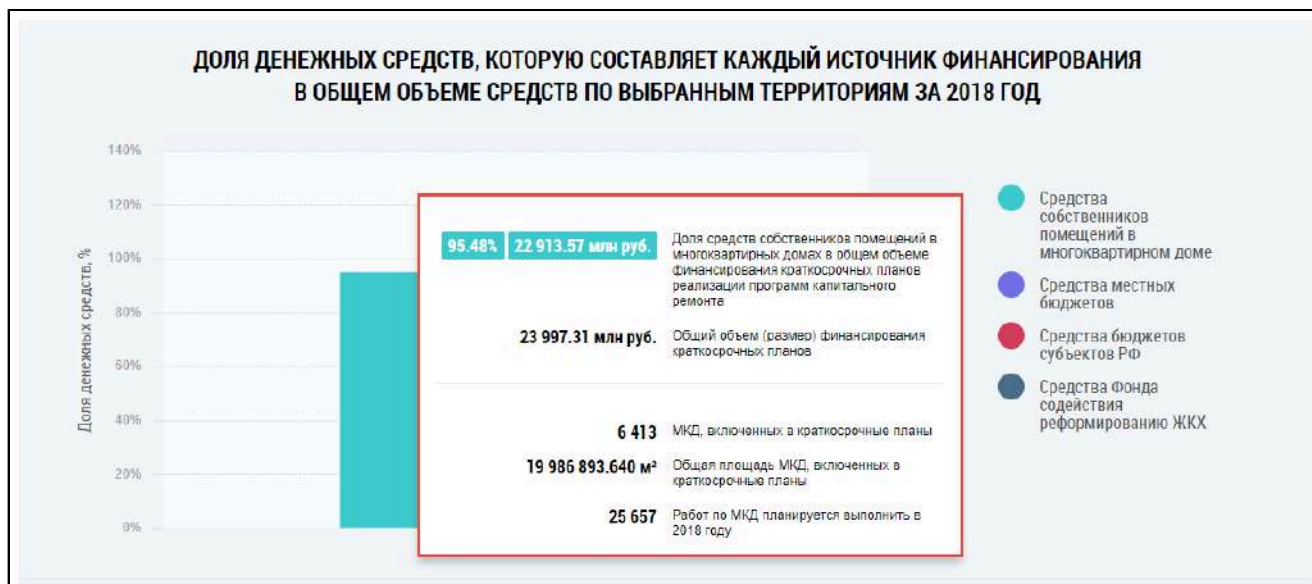 ДОЛЯ ДЕНЕЖНЫХ СРЕДСТВ, КОТОРУЮ СОСТАВЛЯЕТ КАЖДЫЙ ИСТОЧНИК ФИНАНСИРОВАНИЯ
В ОБЩЕМ ОБЪЕМЕ СРЕДСТВ ПО ВЫБРАННЫМ ТЕРРИТОРИЯМ ЗА 2018 ГОД
Доля денежных средств, %
140%
120%
100%
80%
60%
40%
20%
0%
95.48% 22 913.57 млн руб.
Доля средств собственников помещений в
многоквартирных домах в общем объеме
финансирования краткосрочных планов
реализации программ капитального
ремонта
23 997.31 млн руб.
Общий объем (размер) финансирования
краткосрочных планов
6 413
МКД, включенных в краткосрочные планы
19 986 893.640 м²
Общая площадь МКД, включенных в
краткосрочные планы
25 657
Работ по МКД планируется выполнить в
2018 году
Средства
собственников
помещений в
многоквартирном доме
Средства местных
бюджетов
Средства бюджетов
субъектов РФ
Средства Фонда
содействия
реформированию ЖКХ